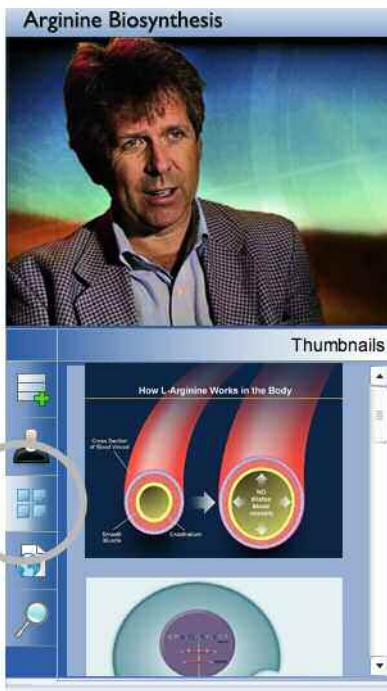 Arginine Biosynthesis
Thumbnails
How L-Arginine Works in the Body
Cross Section
of Blood Vessel
NO
dilates
blood
vessels
Smooth
Muscle
Endothelium